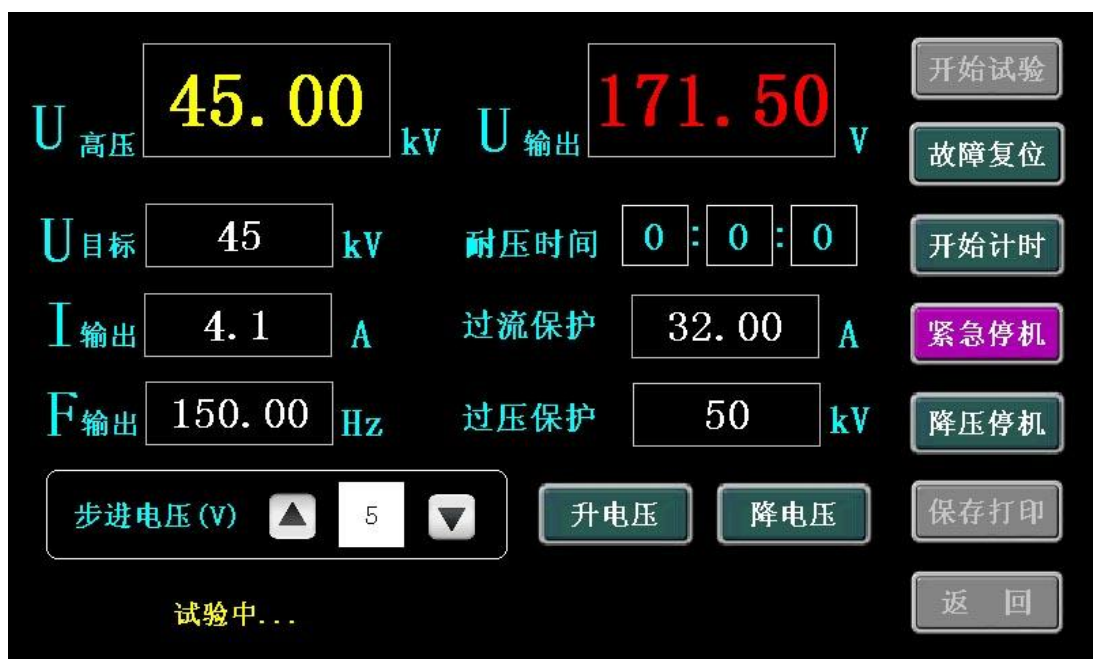 U 高压 45.00 kV U 输出 171.50 V 开始试验
故障复位
U目标 45 kV 耐压时间 0 : 0 : 0 开始计时
I输出 4.1 A 过流保护 32.00 A 紧急停机
F输出 150.00 Hz 过压保护 50 kV 降压停机
步进电压(V) 5 升电压 降电压 保存打印
试验中... 返 回